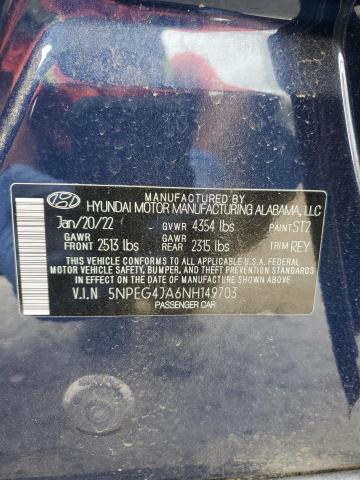 MANUFACTURED BY
HYUNDAI MOTOR MANUFACTURING ALABAMA, LLC
Jan/20/22 GVWR 4354 lbs PAINT ST2
GAWR FRONT 2513 lbs GAWR REAR 2315 lbs TRIM REY
THIS VEHICLE CONFORMS TO ALL APPLICABLE U.S.A. FEDERAL
MOTOR VEHICLE SAFETY, BUMPER, AND THEFT PREVENTION STANDARDS
IN EFFECT ON THE DATE OF MANUFACTURE SHOWN ABOVE.
V.I.N 5NPEG4JA6NH149703
PASSENGER CAR